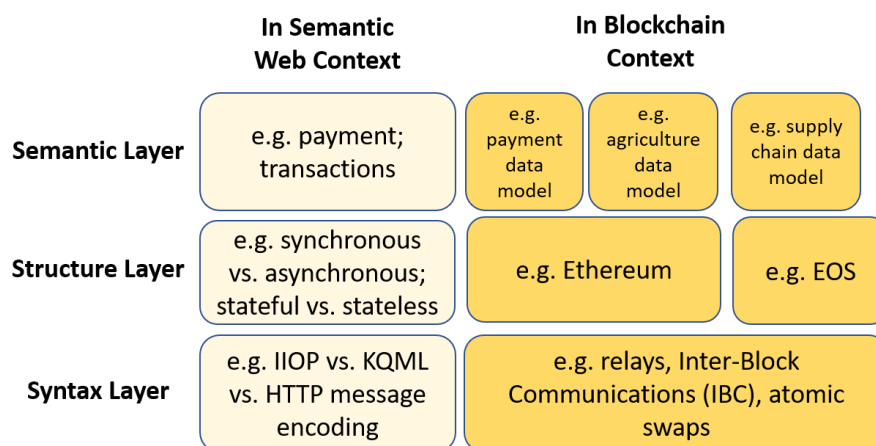 In Semantic
Web Context
In Blockchain
Context
Semantic Layer
e.g. payment;
transactions
e.g.
payment
data
model
e.g.
agriculture
data
model
e.g. supply
chain data
model
Structure Layer
e.g. synchronous
vs. asynchronous;
stateful vs. stateless
e.g. Ethereum
e.g. EOS
Syntax Layer
e.g. IIOP vs. KQML
vs. HTTP message
encoding
e.g. relays, Inter-Block
Communications (IBC), atomic
swaps